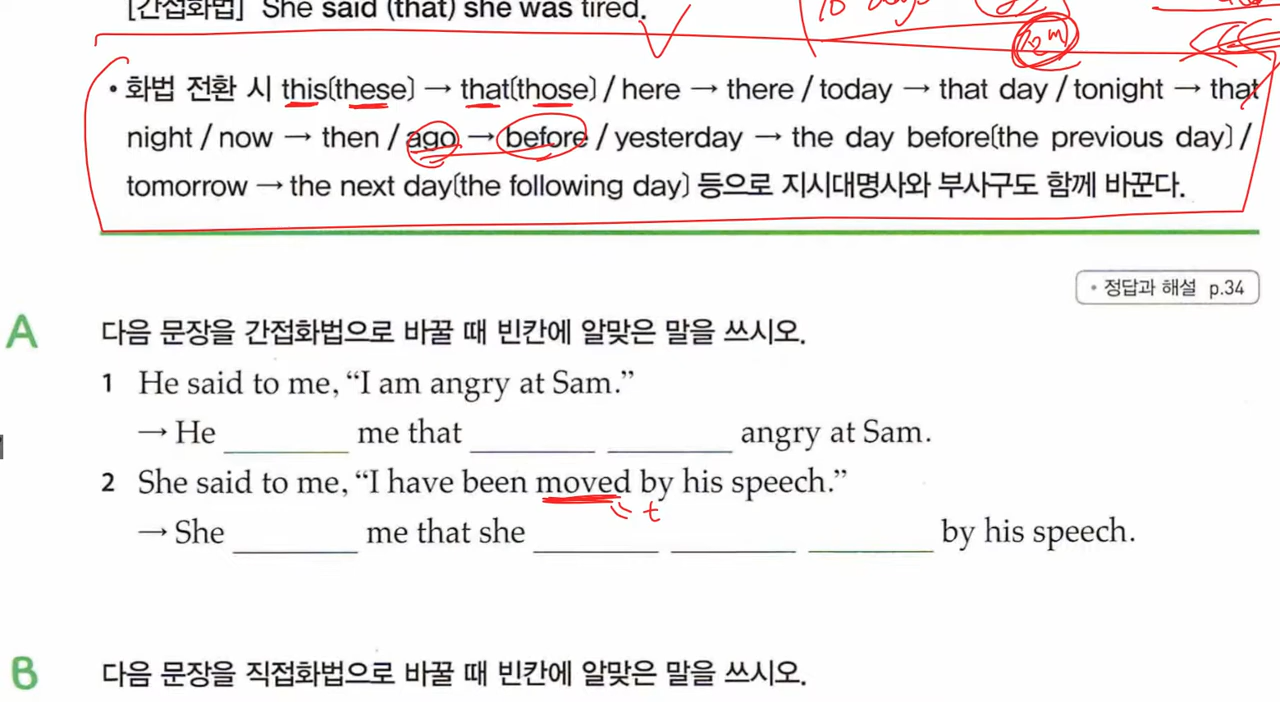 [간접화법] She said (that) she was tired.
10 days
• 화법 전환 시 this(these) → that(those) / here → there / today → that day / tonight → that
night / now → then / ago → before / yesterday → the day before(the previous day) /
tomorrow → the next day(the following day) 등으로 지시대명사와 부사구도 함께 바꾼다.
• 정답과 해설 p.34
A 다음 문장을 간접화법으로 바꿀 때 빈칸에 알맞은 말을 쓰시오.
1 He said to me, “I am angry at Sam.”
→ He ________ me that ________ ________ angry at Sam.
2 She said to me, “I have been moved by his speech.”
→ She ________ me that she ________ ________ ________ by his speech.
B 다음 문장을 직접화법으로 바꿀 때 빈칸에 알맞은 말을 쓰시오.